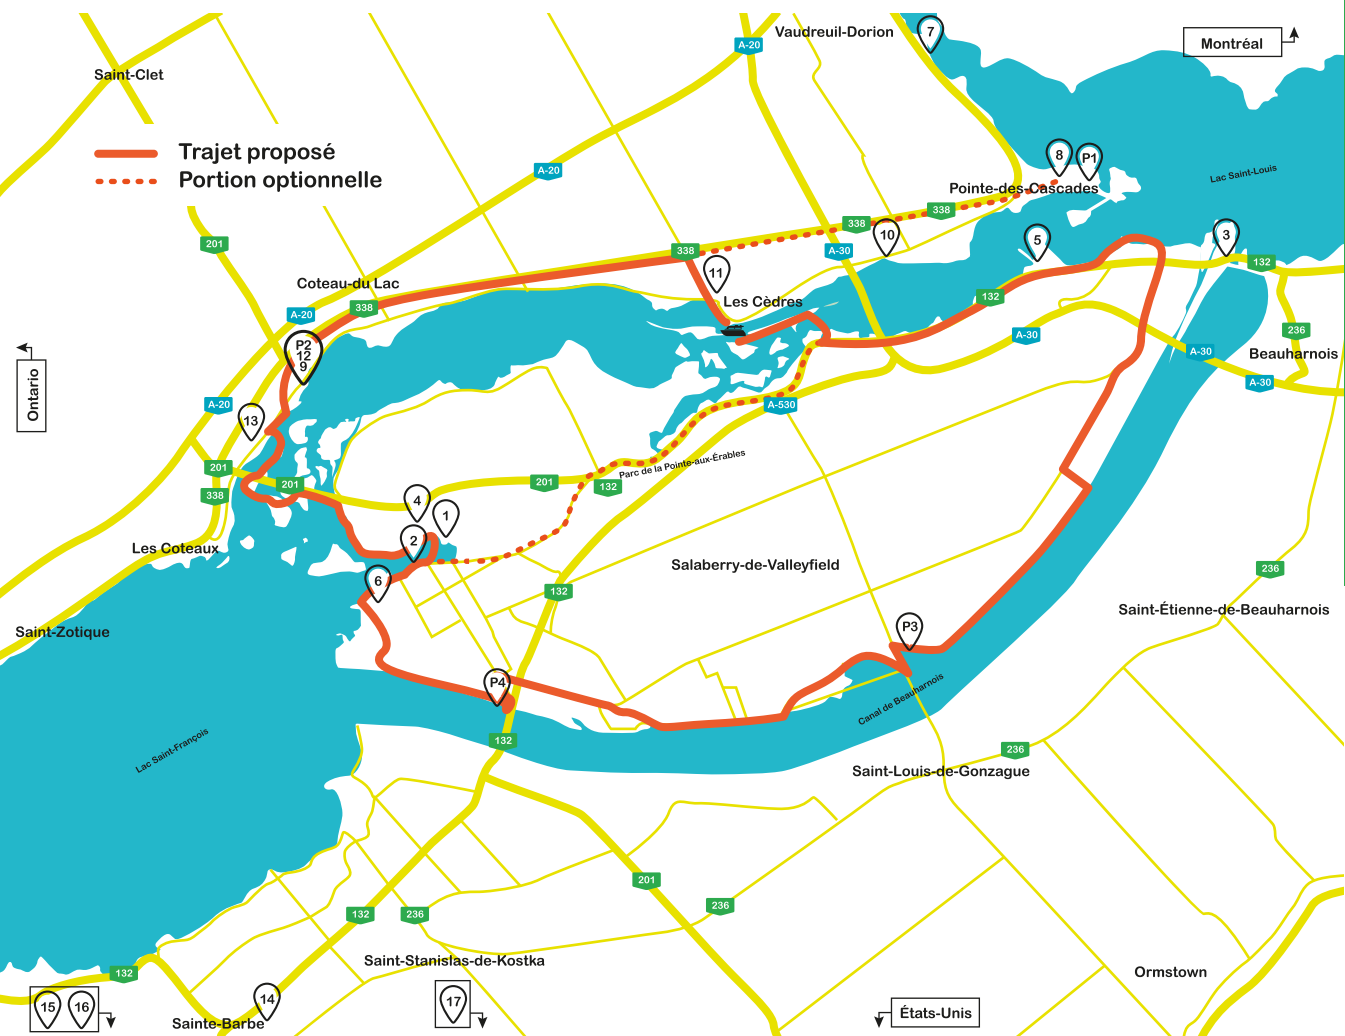 7
Vaudreuil-Dorion
Montréal
A-20
Saint-Clet
Trajet proposé
Portion optionnelle
A-20
8
P1
Lac Saint-Louis
Pointe-des-Cascades
338
338
201
338
A-30
10
5
3
132
11
Coteau-du Lac
338
A-20
Les Cèdres
132
A-30
236
Beauharnois
A-30
A-30
P2
12
9
Ontario
A-20
13
A-530
Parc de la Pointe-aux-Érables
201
338
201
201
132
4
1
2
Les Coteaux
6
Salaberry-de-Valleyfield
132
236
Saint-Étienne-de-Beauharnois
Saint-Zotique
P3
P4
Canal de Beauharnois
Lac Saint-François
132
236
Saint-Louis-de-Gonzague
201
236
132
236
Saint-Stanislas-de-Kostka
132
Ormstown
15
16
14
Sainte-Barbe
17
États-Unis